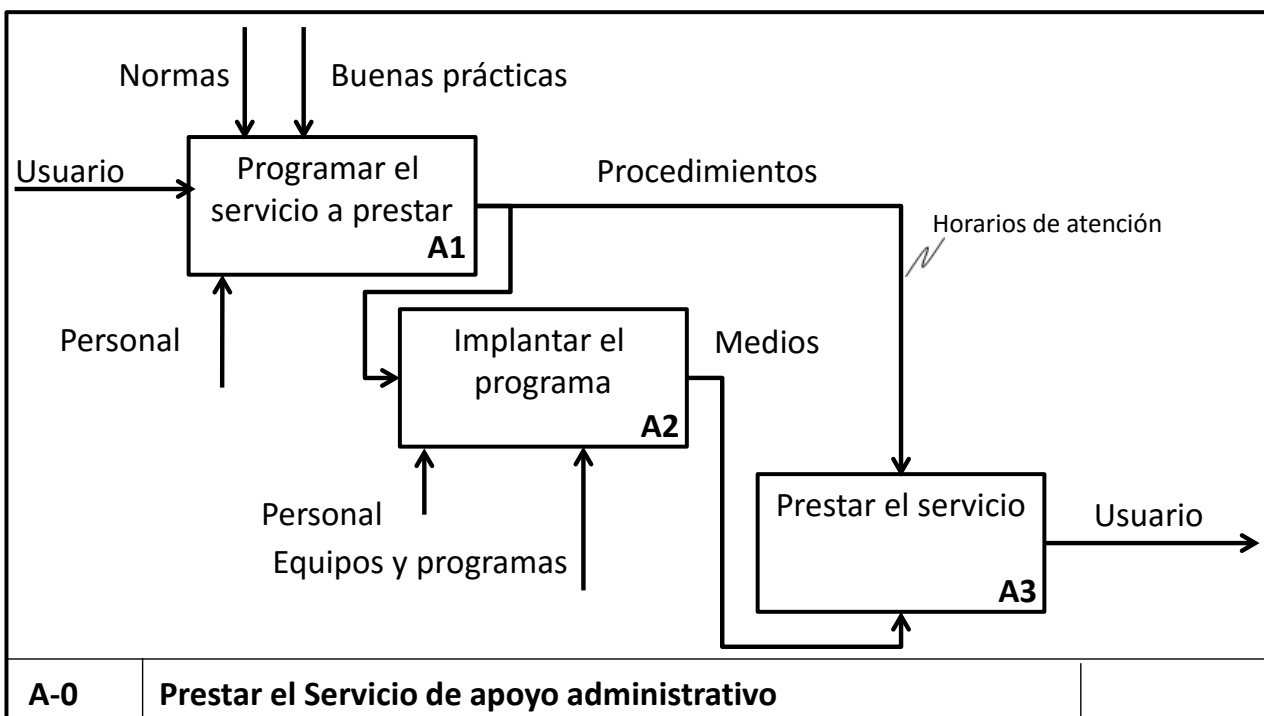 Normas
Buenas prácticas
Usuario
Programar el
servicio a prestar
A1
Procedimientos
Horarios de atención
Personal
Implantar el
programa
A2
Medios
Personal
Equipos y programas
Prestar el servicio
A3
Usuario
A-0
Prestar el Servicio de apoyo administrativo